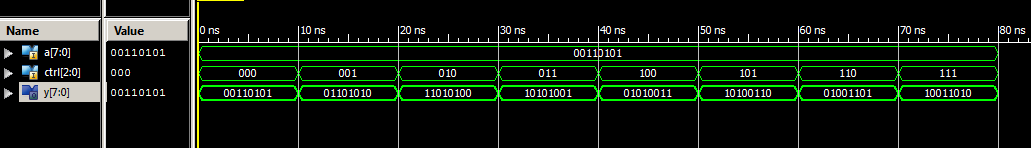 Name Value 0 ns 10 ns 20 ns 30 ns 40 ns 50 ns 60 ns 70 ns 80 ns
a[7:0] 00110101 00110101
ctrl[2:0] 000 000 001 010 011 100 101 110 111
y[7:0] 00110101 00110101 01101010 11010100 10101001 01010011 10100110 01001101 10011010